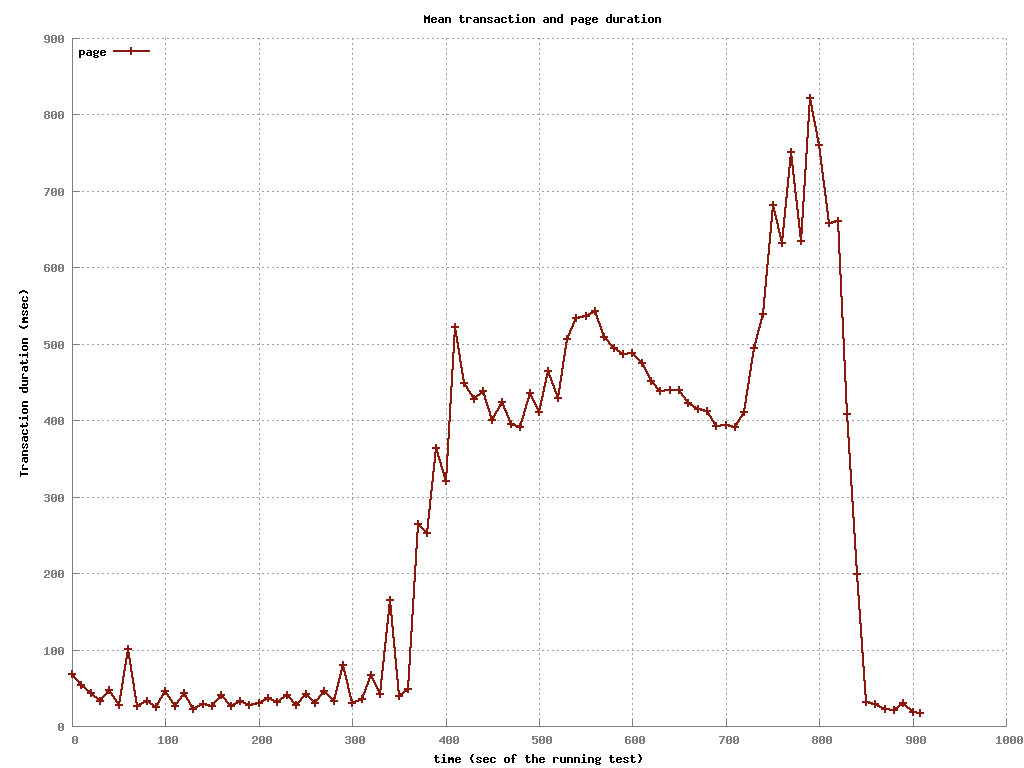 Mean transaction and page duration
900
page
800
700
600
500
400
300
200
100
0
Transaction duration (msec)
0 100 200 300 400 500 600 700 800 900 1000
time (sec of the running test)